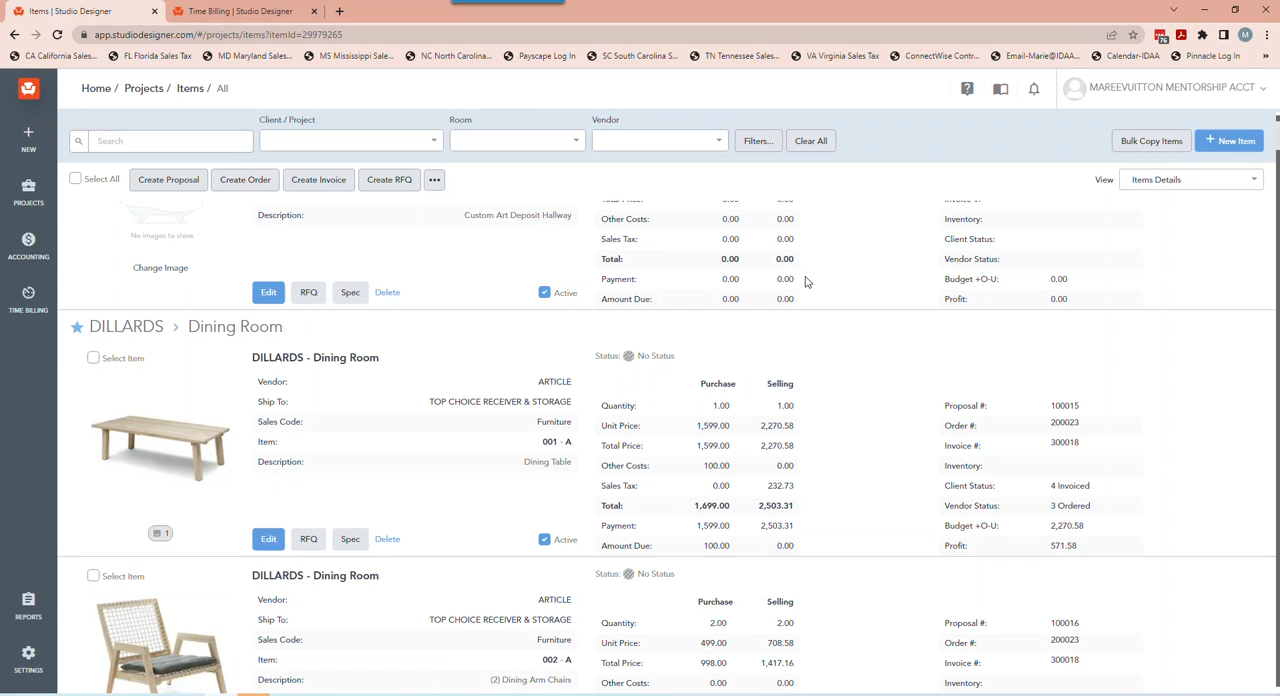 Items | Studio Designer
Time Billing | Studio Designer
app.studiodesigner.com/#/projects/items?itemId=29979265
76
M
CA California Sales...
FL Florida Sales Tax
MD Maryland Sales...
MS Mississippi Sale...
NC North Carolina...
Payscape Log In
SC South Carolina S...
TN Tennessee Sales...
VA Virginia Sales Tax
ConnectWise Contr...
Email-Marie@IDAA...
Calendar-IDAA
Pinnacle Log In
Home / Projects / Items / All
MAREEVUITTON MENTORSHIP ACCT
NEW
PROJECTS
ACCOUNTING
TIME BILLING
REPORTS
SETTINGS
Client / Project
Room
Vendor
Search
Filters...
Clear All
Bulk Copy Items
+ New Item
Select All
Create Proposal
Create Order
Create Invoice
Create RFQ
•••
View
Items Details
No images to show
Change Image
Description: Custom Art Deposit Hallway
Edit RFQ Spec Delete
Active
Total Price: 0.00 0.00
Other Costs: 0.00 0.00
Sales Tax: 0.00 0.00
Total: 0.00 0.00
Payment: 0.00 0.00
Amount Due: 0.00 0.00
Invoice #:
Inventory:
Client Status:
Vendor Status:
Budget +O-U: 0.00
Profit: 0.00
DILLARDS > Dining Room
Select Item
1
DILLARDS - Dining Room
Vendor: ARTICLE
Ship To: TOP CHOICE RECEIVER & STORAGE
Sales Code: Furniture
Item: 001 - A
Description: Dining Table
Edit RFQ Spec Delete
Active
Status: No Status
Purchase Selling
Quantity: 1.00 1.00
Unit Price: 1,599.00 2,270.58
Total Price: 1,599.00 2,270.58
Other Costs: 100.00 0.00
Sales Tax: 0.00 232.73
Total: 1,699.00 2,503.31
Payment: 1,599.00 2,503.31
Amount Due: 100.00 0.00
Proposal #: 100015
Order #: 200023
Invoice #: 300018
Inventory:
Client Status: 4 Invoiced
Vendor Status: 3 Ordered
Budget +O-U: 2,270.58
Profit: 571.58
Select Item
DILLARDS - Dining Room
Vendor: ARTICLE
Ship To: TOP CHOICE RECEIVER & STORAGE
Sales Code: Furniture
Item: 002 - A
Description: (2) Dining Arm Chairs
Status: No Status
Purchase Selling
Quantity: 2.00 2.00
Unit Price: 499.00 708.58
Total Price: 998.00 1,417.16
Other Costs: 0.00 0.00
Proposal #: 100016
Order #: 200023
Invoice #: 300018
Inventory: